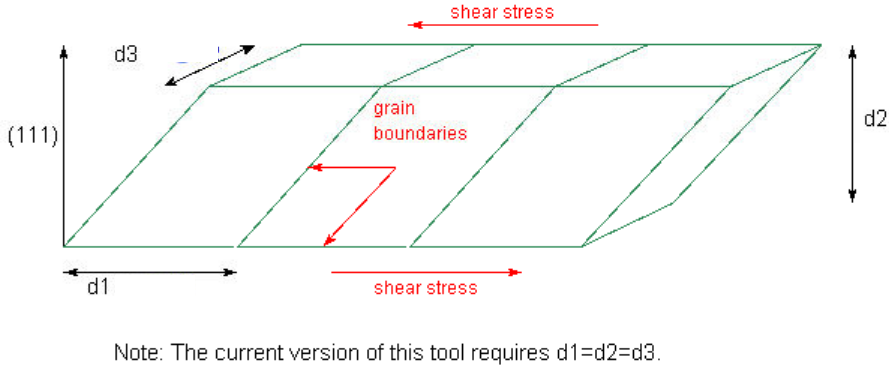 shear stress
d3
(111)
grain
boundaries
d2
d1
shear stress
Note: The current version of this tool requires d1=d2=d3.